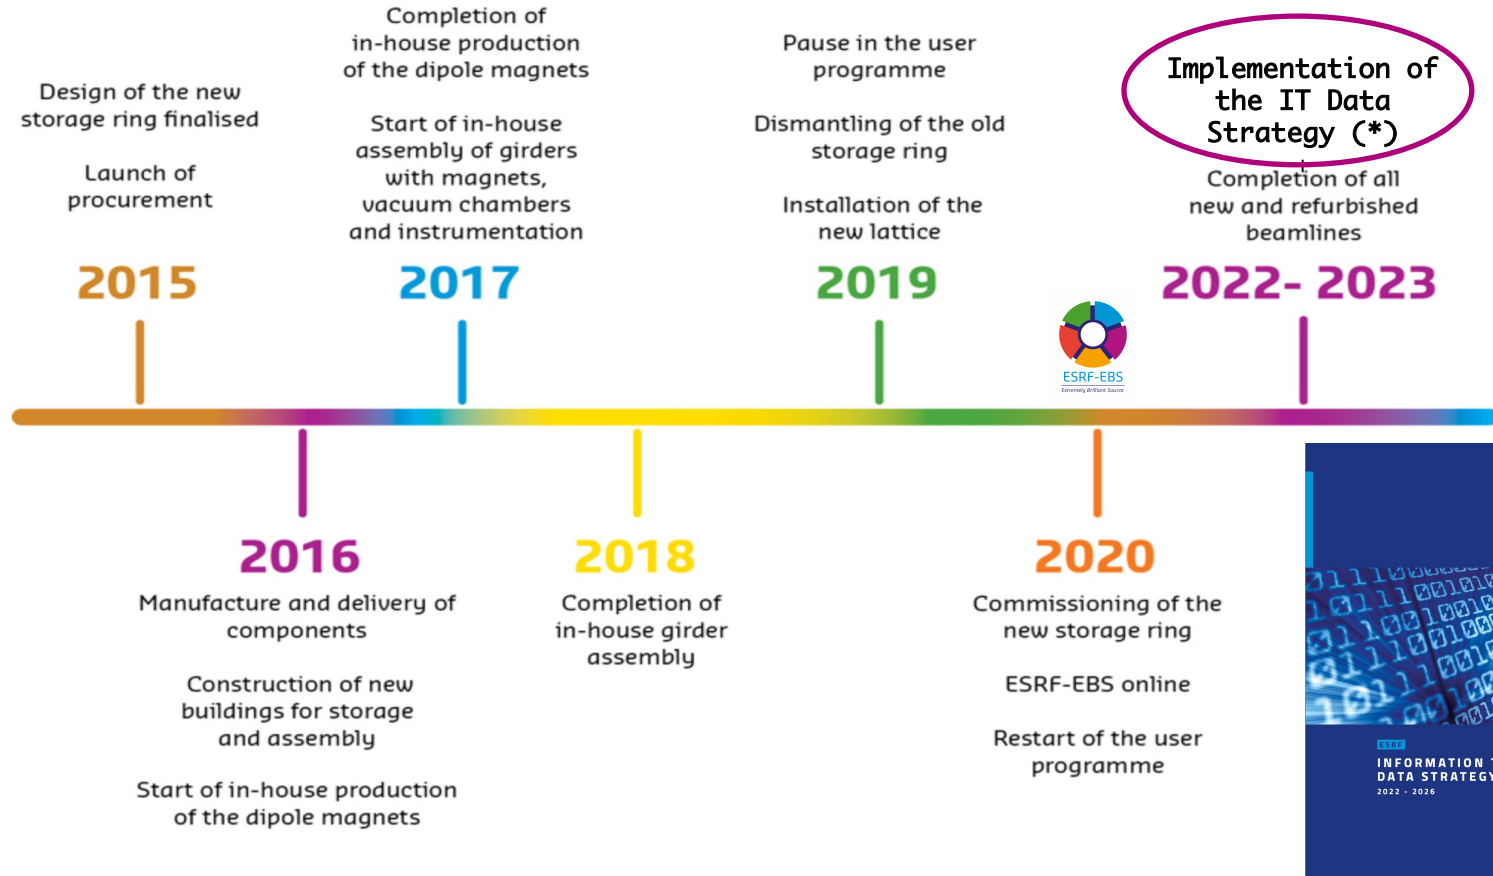 Design of the new
storage ring finalised
Launch of
procurement
2015
Completion of
in-house production
of the dipole magnets
Start of in-house
assembly of girders
with magnets,
vacuum chambers
and instrumentation
2017
Pause in the user
programme
Dismantling of the old
storage ring
Installation of the
new lattice
2019
Implementation of
the IT Data
Strategy (*)
Completion of all
new and refurbished
beamlines
2022- 2023
ESRF-EBS
Extremely Brilliant Source
2016
Manufacture and delivery of
components
Construction of new
buildings for storage
and assembly
Start of in-house production
of the dipole magnets
2018
Completion of
in-house girder
assembly
2020
Commissioning of the
new storage ring
ESRF-EBS online
Restart of the user
programme
ESRF
INFORMATION
DATA STRATEGY
2022 - 2026